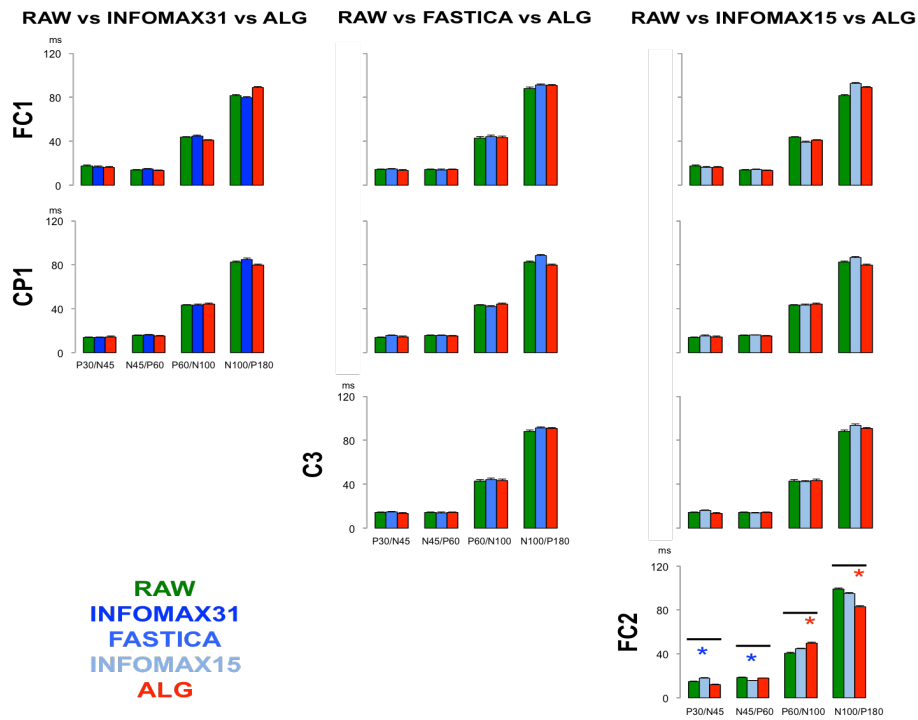 RAW vs INFOMAX31 vs ALG
RAW vs FASTICA vs ALG
RAW vs INFOMAX15 vs ALG
FC1
ms
120
80
40
0
CP1
ms
120
80
40
0
P30/N45 N45/P60 P60/N100 N100/P180
C3
ms
120
80
40
0
P30/N45 N45/P60 P60/N100 N100/P180
FC2
ms
120
80
40
0
* * * *
P30/N45 N45/P60 P60/N100 N100/P180
RAW
INFOMAX31
FASTICA
INFOMAX15
ALG